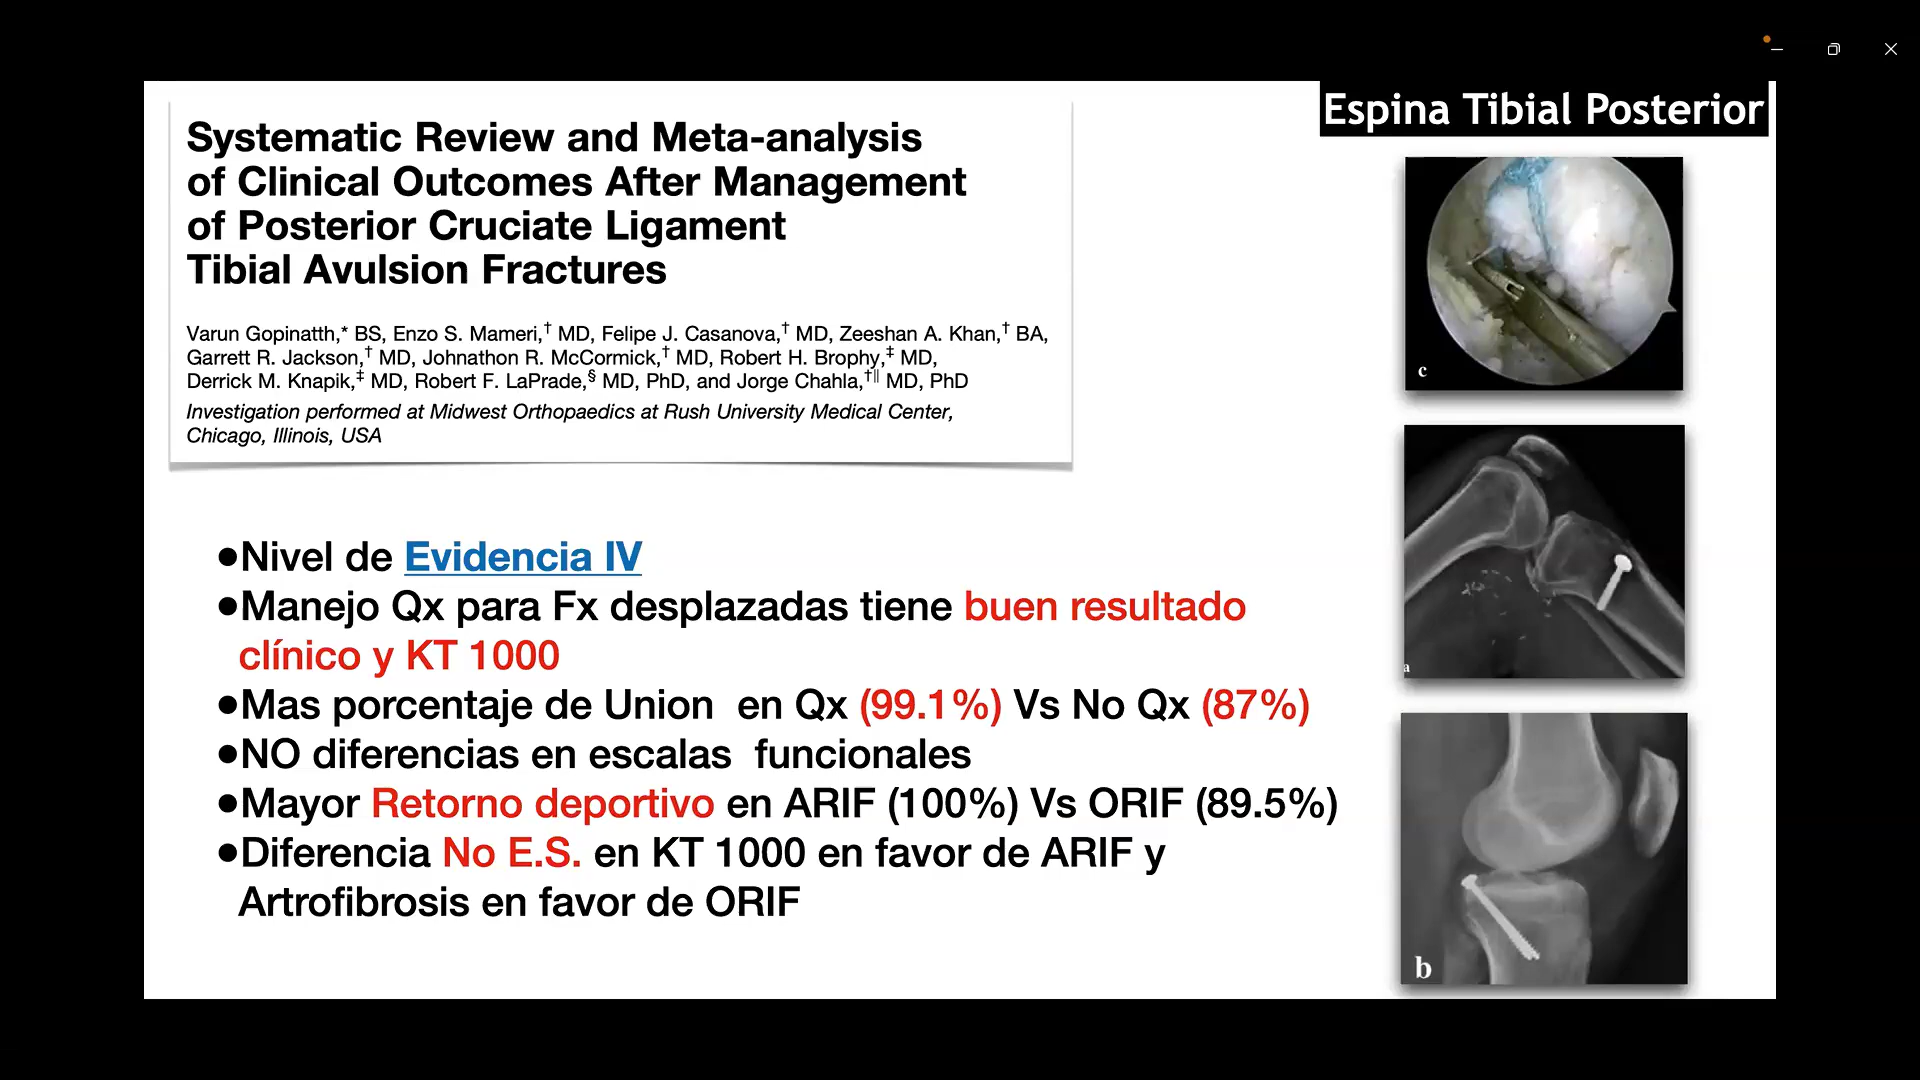 Espina Tibial Posterior
Systematic Review and Meta-analysis
of Clinical Outcomes After Management
of Posterior Cruciate Ligament
Tibial Avulsion Fractures
Varun Gopinatth,* BS, Enzo S. Mameri,† MD, Felipe J. Casanova,† MD, Zeeshan A. Khan,† BA,
Garrett R. Jackson,† MD, Johnathon R. McCormick,† MD, Robert H. Brophy,‡ MD,
Derrick M. Knapik,‡ MD, Robert F. LaPrade,§ MD, PhD, and Jorge Chahla,†‖ MD, PhD
Investigation performed at Midwest Orthopaedics at Rush University Medical Center,
Chicago, Illinois, USA
●Nivel de Evidencia IV
●Manejo Qx para Fx desplazadas tiene buen resultado
clínico y KT 1000
●Mas porcentaje de Union en Qx (99.1%) Vs No Qx (87%)
●NO diferencias en escalas funcionales
●Mayor Retorno deportivo en ARIF (100%) Vs ORIF (89.5%)
●Diferencia No E.S. en KT 1000 en favor de ARIF y
Artrofibrosis en favor de ORIF
c
a
b